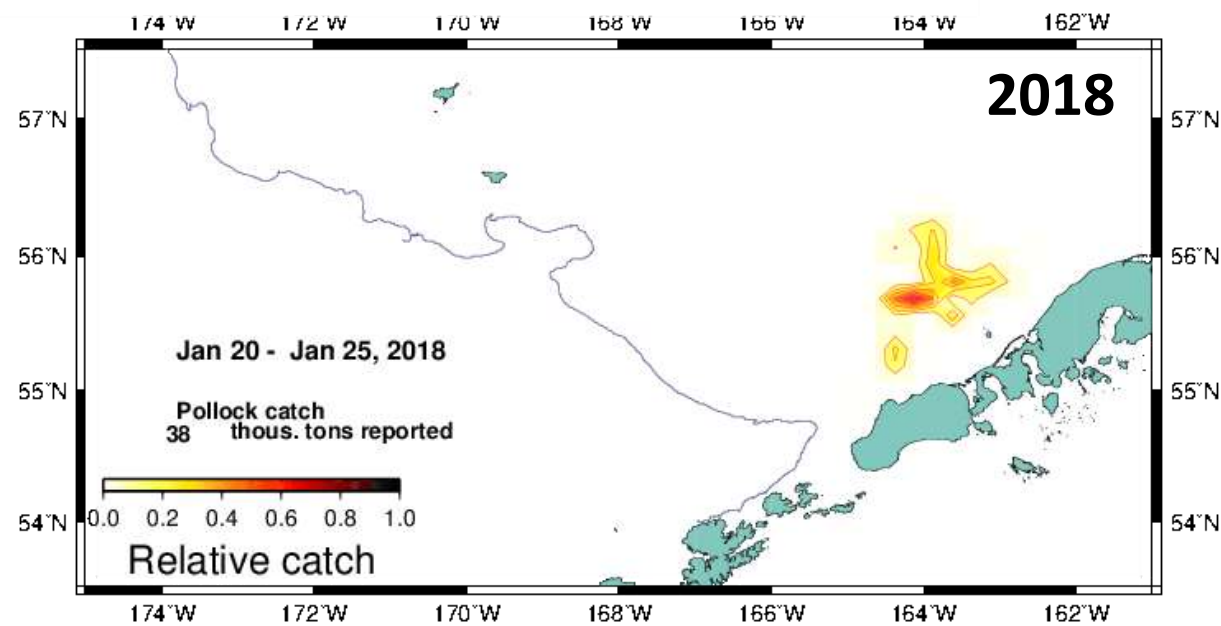 174°W 172°W 170°W 168°W 166°W 164°W 162°W
2018
57°N 57°N
56°N 56°N
Jan 20 - Jan 25, 2018
55°N 55°N
Pollock catch
38 thous. tons reported
0.0 0.2 0.4 0.6 0.8 1.0
54°N 54°N
Relative catch
174°W 172°W 170°W 168°W 166°W 164°W 162°W